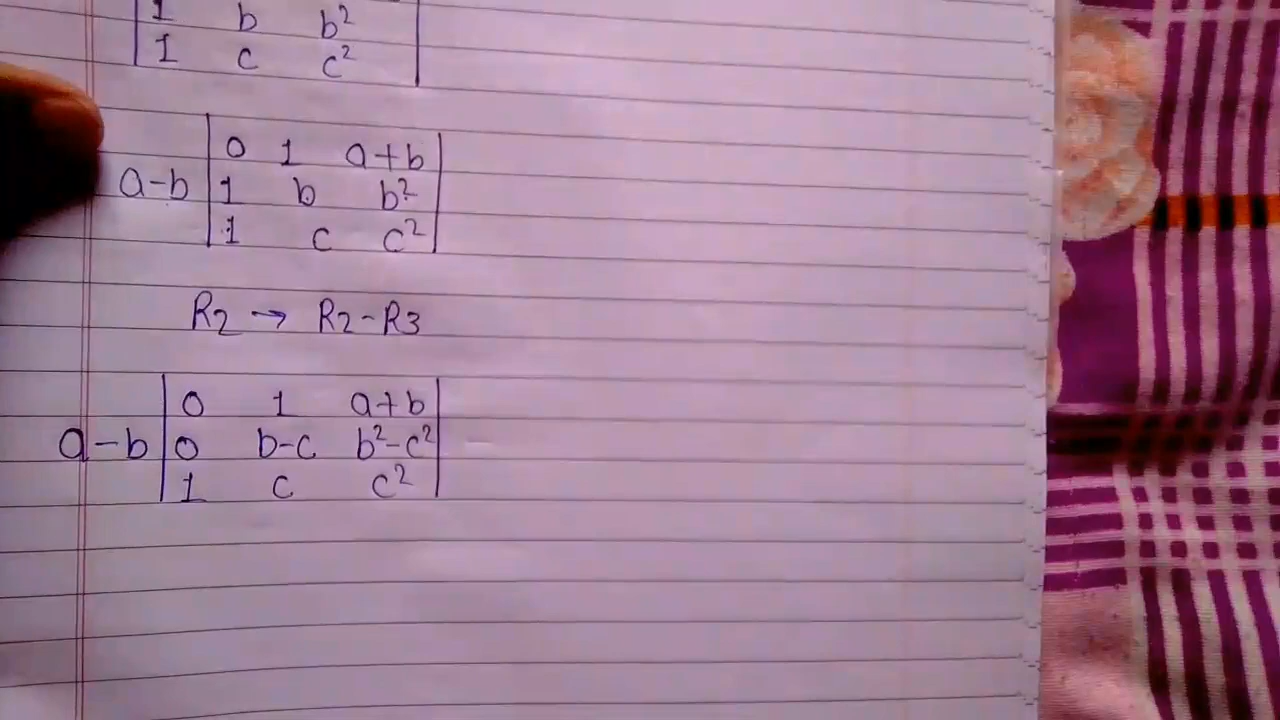 1 b b²
1 c c²
0 1 a+b
a-b 1 b b²
1 c c²
R2 → R2-R3
0 1 a+b
a-b 0 b-c b²-c²
1 c c²